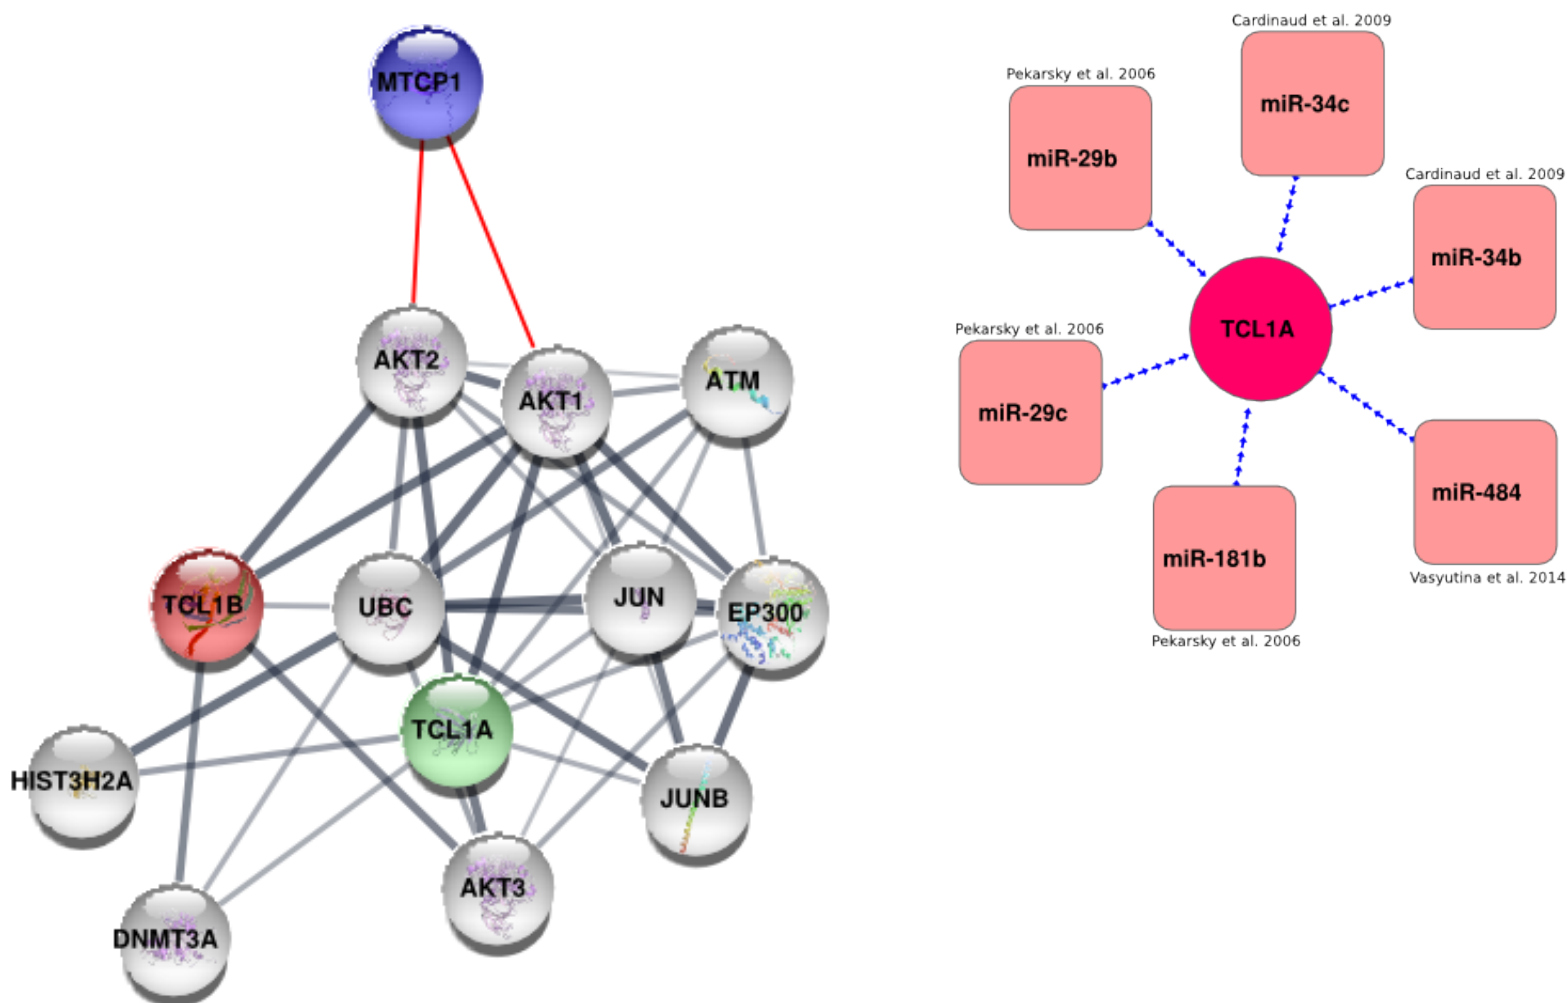 MTCP1
AKT2
AKT1
ATM
TCL1B
UBC
JUN
EP300
TCL1A
HIST3H2A
JUNB
AKT3
DNMT3A
Cardinaud et al. 2009
miR-34c
Pekarsky et al. 2006
miR-29b
Cardinaud et al. 2009
miR-34b
TCL1A
Pekarsky et al. 2006
miR-29c
miR-484
Vasyutina et al. 2014
miR-181b
Pekarsky et al. 2006